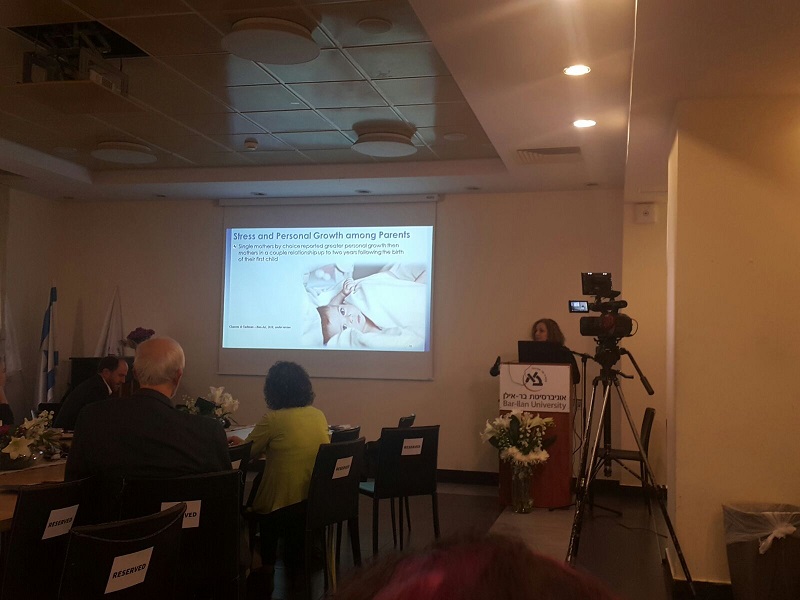 Stress and Personal Growth among Parents
Single mothers by choice reported greater personal growth then
mothers in a couple relationship up to two years following the birth
of their first child
אוניברסיטת בר-אילן
Bar-Ilan University
RESERVED
RESERVED
RESERVED
RVED
RESERVED